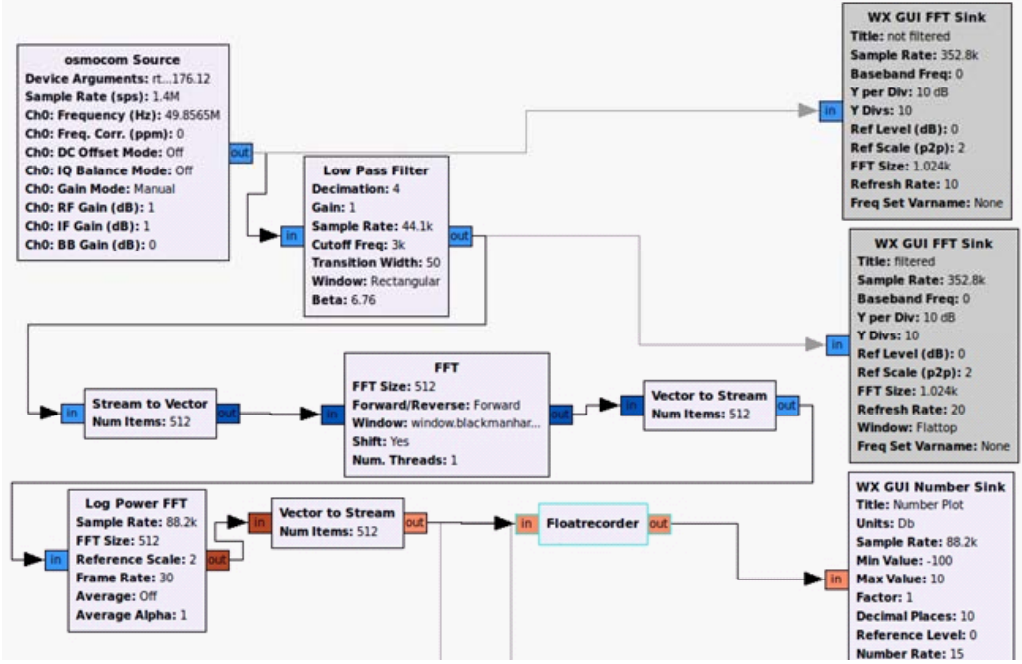 osmocom Source
Device Arguments: rt...176.12
Sample Rate (sps): 1.4M
Ch0: Frequency (Hz): 49.8565M
Ch0: Freq. Corr. (ppm): 0
Ch0: DC Offset Mode: Off
Ch0: IQ Balance Mode: Off
Ch0: Gain Mode: Manual
Ch0: RF Gain (dB): 1
Ch0: IF Gain (dB): 1
Ch0: BB Gain (dB): 0
out
in
Low Pass Filter
Decimation: 4
Gain: 1
Sample Rate: 44.1k
Cutoff Freq: 3k
Transition Width: 50
Window: Rectangular
Beta: 6.76
out
in
WX GUI FFT Sink
Title: not filtered
Sample Rate: 352.8k
Baseband Freq: 0
Y per Div: 10 dB
Y Divs: 10
Ref Level (dB): 0
Ref Scale (p2p): 2
FFT Size: 1.024k
Refresh Rate: 10
Freq Set Varname: None
in
WX GUI FFT Sink
Title: filtered
Sample Rate: 352.8k
Baseband Freq: 0
Y per Div: 10 dB
Y Divs: 10
Ref Level (dB): 0
Ref Scale (p2p): 2
FFT Size: 1.024k
Refresh Rate: 20
Window: Flattop
Freq Set Varname: None
in
Stream to Vector
Num Items: 512
out
in
FFT
FFT Size: 512
Forward/Reverse: Forward
Window: window.blackmanhar...
Shift: Yes
Num. Threads: 1
out
in
Vector to Stream
Num Items: 512
out
in
Log Power FFT
Sample Rate: 88.2k
FFT Size: 512
Reference Scale: 2
Frame Rate: 30
Average: Off
Average Alpha: 1
out
in
Vector to Stream
Num Items: 512
out
in
Floatrecorder
out
in
WX GUI Number Sink
Title: Number Plot
Units: Db
Sample Rate: 88.2k
Min Value: -100
Max Value: 10
Factor: 1
Decimal Places: 10
Reference Level: 0
Number Rate: 15